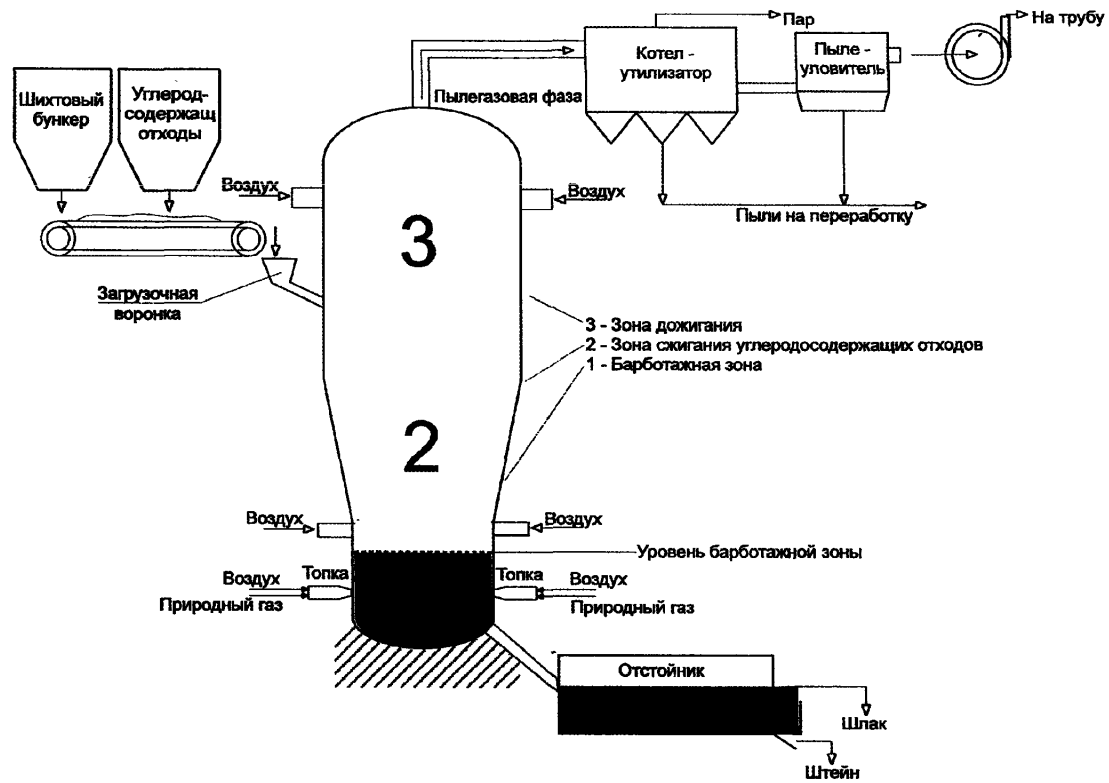 Пар
На трубу
Котел -
утилизатор
Пыле -
уловитель
Пылегазовая фаза
Шихтовый
бункер
Углерод-
содержащ
отходы
Воздух
Воздух
Пыли на переработку
3
Загрузочная
воронка
3 - Зона дожигания
2 - Зона сжигания углеродосодержащих отходов
1 - Барботажная зона
2
Воздух
Воздух
Уровень барботажной зоны
Воздух
Топка
Топка
Воздух
Природный газ
Природный газ
Отстойник
Шлак
Штейн